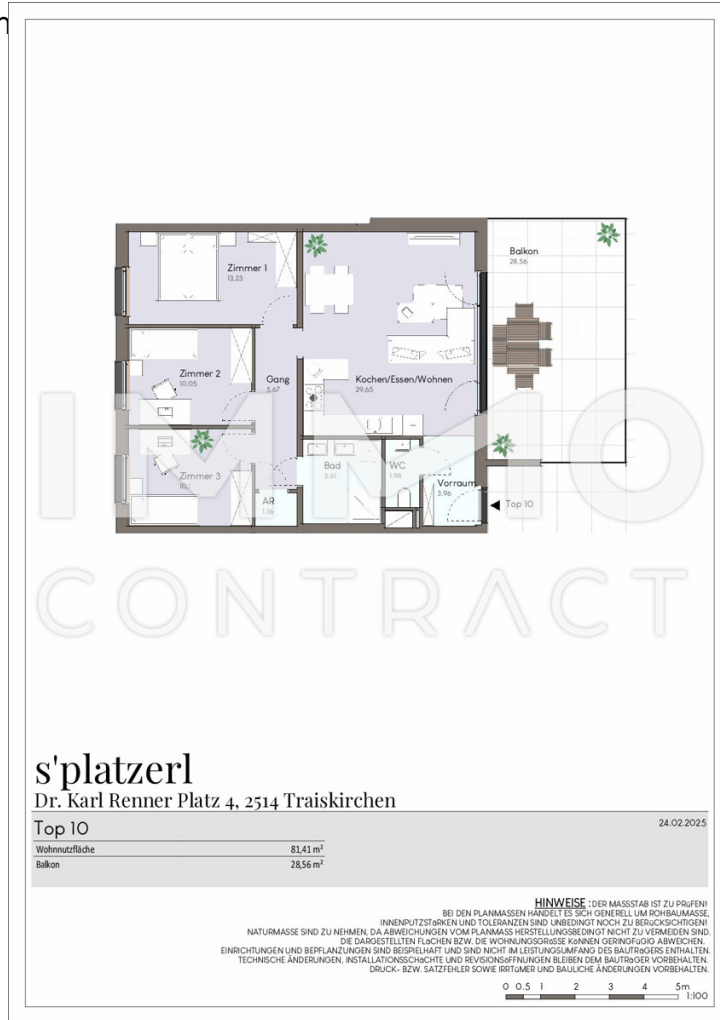 n
Zimmer 1
13.23
Balkon
28.56
Zimmer 2
10.05
Gang
5.67
Kochen/Essen/Wohnen
29.65
IMMO
Zimmer 3
10.1
Bad
5.61
WC
1.98
Vorraum
3.96
AR
1.16
Top 10
CONTRACT
s'platzerl
Dr. Karl Renner Platz 4, 2514 Traiskirchen
Top 10
24.02.2025
Wohnnutzfläche 81,41 m²
Balkon 28,56 m²
HINWEISE : DER MASSSTAB IST ZU PRüFEN!
BEI DEN PLANMASSEN HANDELT ES SICH GENERELL UM ROHBAUMASSE,
INNENPUTZSTäRKEN UND TOLERANZEN SIND UNBEDINGT NOCH ZU BERüCKSICHTIGEN!
NATURMASSE SIND ZU NEHMEN, DA ABWEICHUNGEN VOM PLANMASS HERSTELLUNGSBEDINGT NICHT ZU VERMEIDEN SIND.
DIE DARGESTELLTEN FLäCHEN BZW. DIE WOHNUNGSGRöSSE KöNNEN GERINGFüGIG ABWEICHEN.
EINRICHTUNGEN UND BEPFLANZUNGEN SIND BEISPIELHAFT UND SIND NICHT IM LEISTUNGSUMFANG DES BAUTRäGERS ENTHALTEN.
TECHNISCHE ÄNDERUNGEN, INSTALLATIONSSCHäCHTE UND REVISIONSöFFNUNGEN BLEIBEN DEM BAUTRäGER VORBEHALTEN.
DRUCK- BZW. SATZFEHLER SOWIE IRRTüMER UND BAULICHE ÄNDERUNGEN VORBEHALTEN.
0 0.5 1 2 3 4 5m
1:100